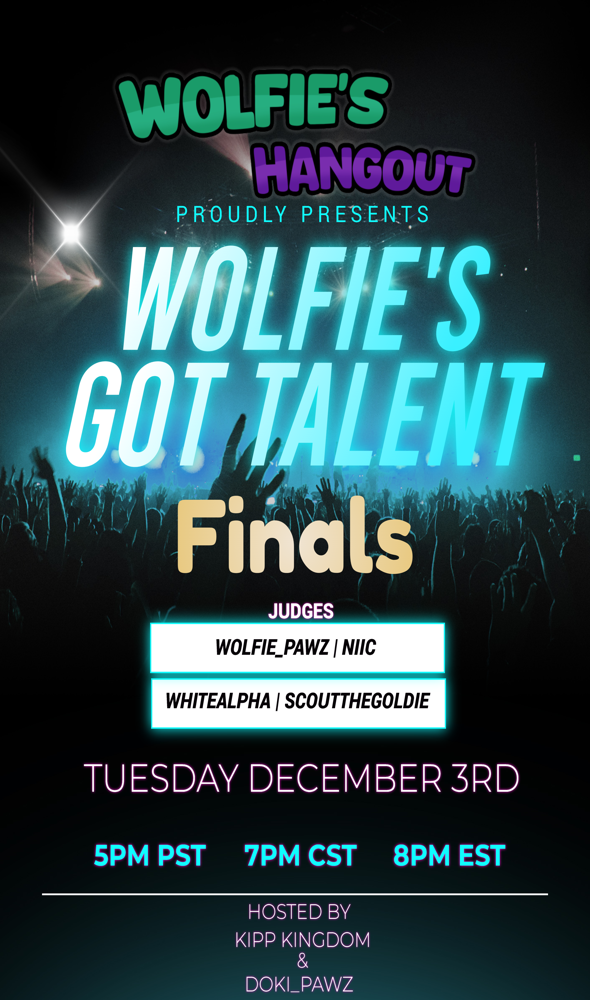 WOLFIE'S
HANGOUT
PROUDLY PRESENTS
WOLFIE'S
GOT TALENT
Finals
JUDGES
WOLFIE_PAWZ | NIIC
WHITEALPHA | SCOUTTHEGOLDIE
TUESDAY DECEMBER 3RD
5PM PST 7PM CST 8PM EST
HOSTED BY
KIPP KINGDOM
&
DOKI_PAWZ